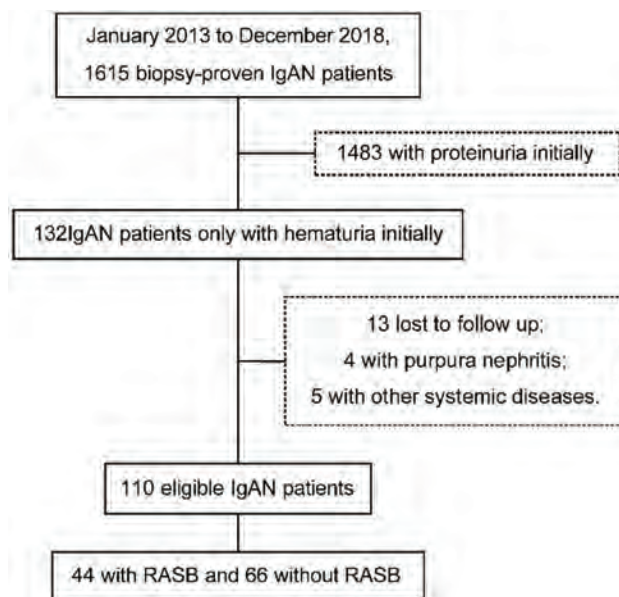 January 2013 to December 2018,
1615 biopsy-proven IgAN patients
1483 with proteinuria initially
132IgAN patients only with hematuria initially
13 lost to follow up;
4 with purpura nephritis;
5 with other systemic diseases.
110 eligible IgAN patients
44 with RASB and 66 without RASB